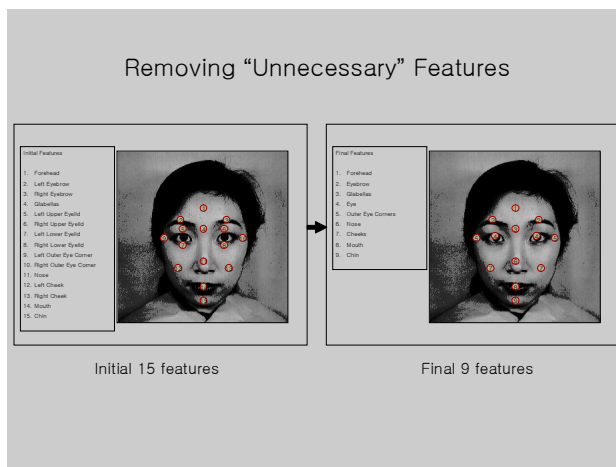 Removing “Unnecessary” Features
Initial Features
1. Forehead
2. Left Eyebrow
3. Right Eyebrow
4. Glabellas
5. Left Upper Eyelid
6. Right Upper Eyelid
7. Left Lower Eyelid
8. Right Lower Eyelid
9. Left Outer Eye Corner
10. Right Outer Eye Corner
11. Nose
12. Left Cheek
13. Right Cheek
14. Mouth
15. Chin
Initial 15 features
Final Features
1. Forehead
2. Eyebrow
3. Glabellas
4. Eye
5. Outer Eye Corners
6. Nose
7. Cheeks
8. Mouth
9. Chin
Final 9 features